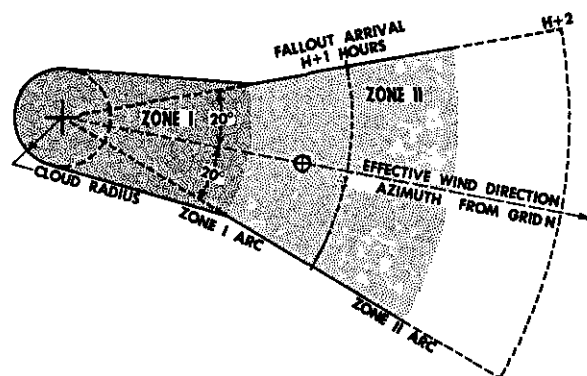 H+2
FALLOUT ARRIVAL
H+1 HOURS
ZONE II
ZONE I
20°
20°
EFFECTIVE WIND DIRECTION
AZIMUTH FROM GRID N
CLOUD RADIUS
ZONE I ARC
ZONE II ARC